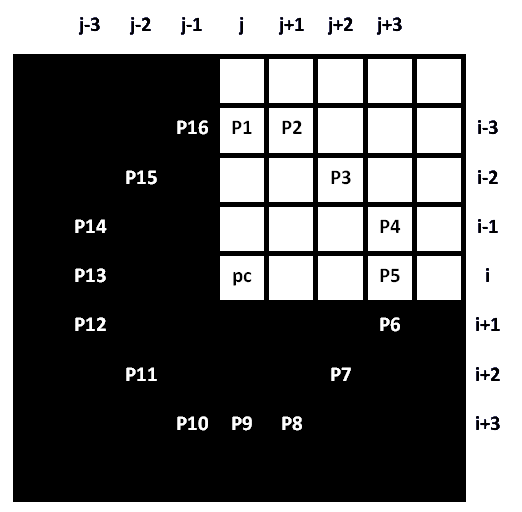 j-3 j-2 j-1 j j+1 j+2 j+3
P16 P1 P2 i-3
P15 P3 i-2
P14 P4 i-1
P13 pc P5 i
P12 P6 i+1
P11 P7 i+2
P10 P9 P8 i+3